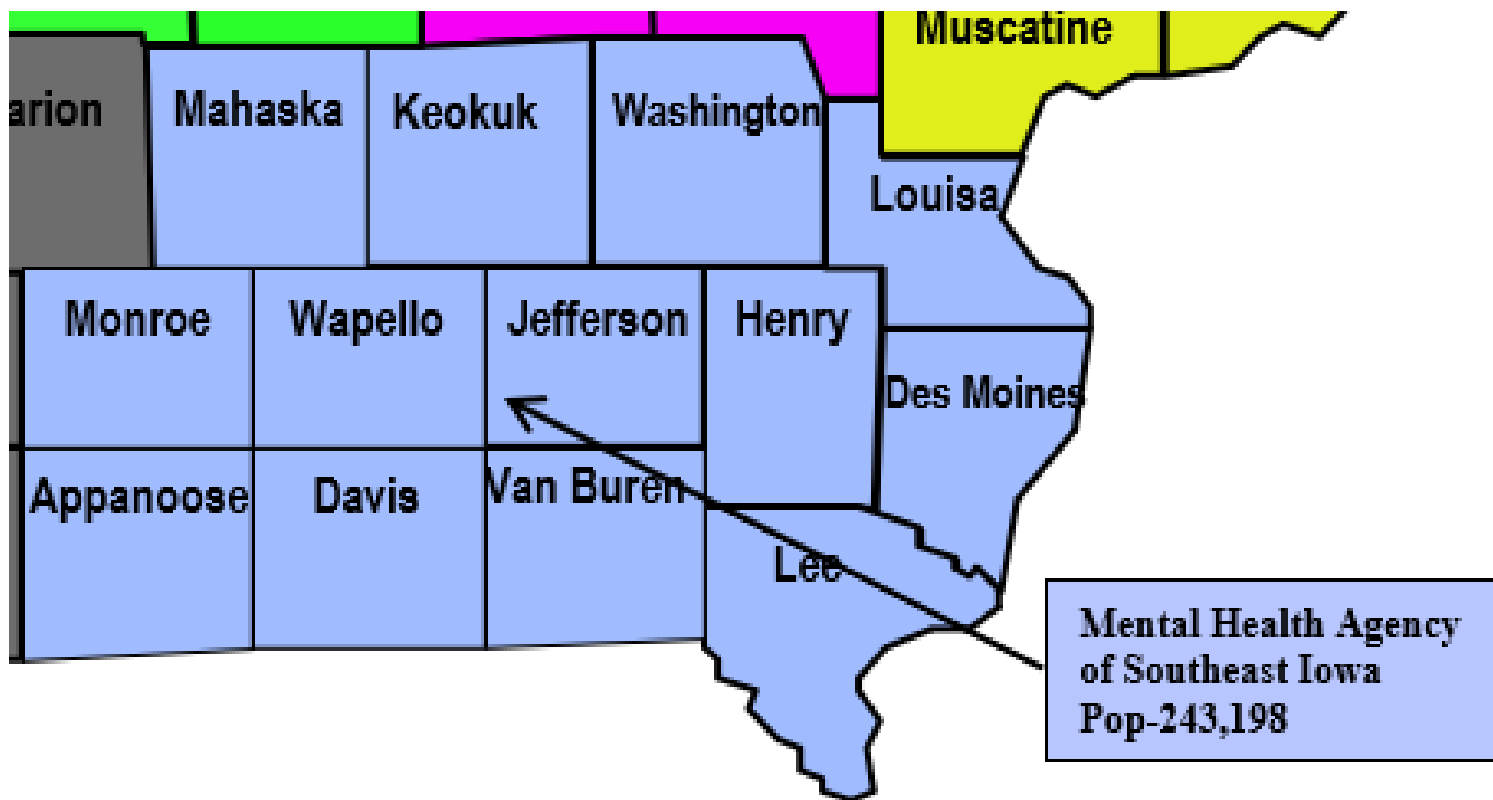 Muscatine
arion
Mahaska
Keokuk
Washington
Louisa
Monroe
Wapello
Jefferson
Henry
Des Moines
Appanoose
Davis
Van Buren
Lee
Mental Health Agency
of Southeast Iowa
Pop-243,198